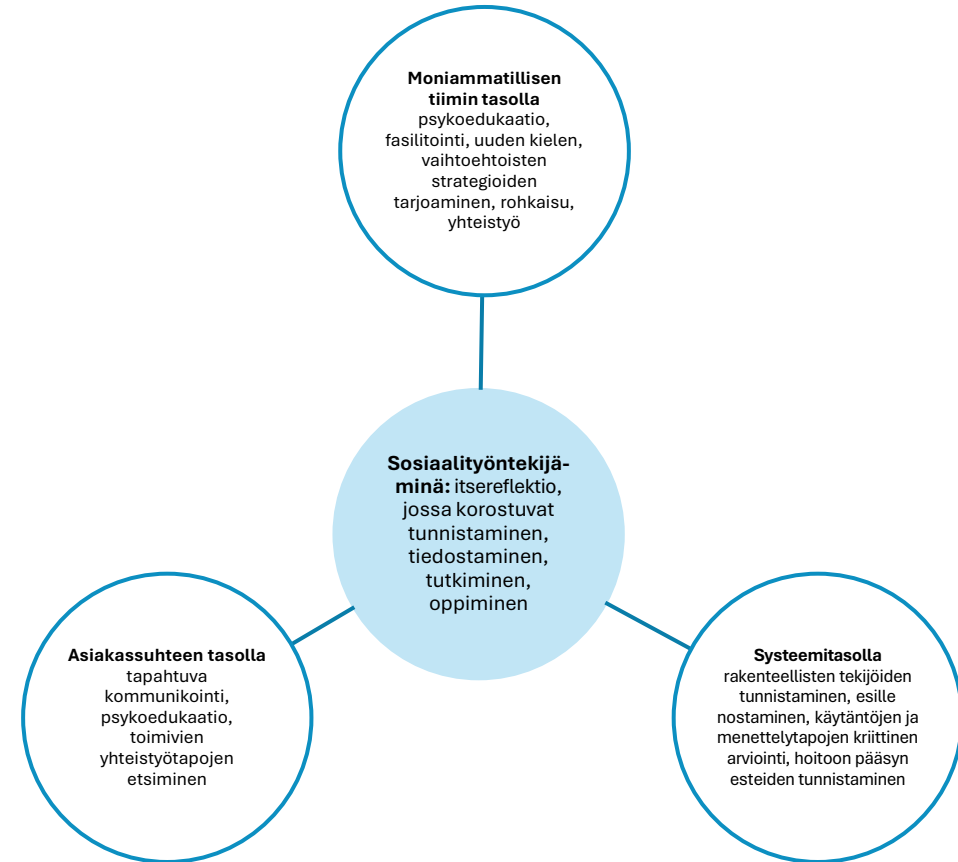 Moniammatillisen
tiimin tasolla
psykoedukaatio,
fasilitointi, uuden kielen,
vaihtoehtoisten
strategioiden
tarjoaminen, rohkaisu,
yhteistyö
Sosiaalityöntekijä-
minä: itsereflektio,
jossa korostuvat
tunnistaminen,
tiedostaminen,
tutkiminen,
oppiminen
Asiakassuhteen tasolla
tapahtuva
kommunikointi,
psykoedukaatio,
toimivien
yhteistyötapojen
etsiminen
Systeemitasolla
rakenteellisten tekijöiden
tunnistaminen, esille
nostaminen, käytäntöjen ja
menettelytapojen kriittinen
arviointi, hoitoon pääsyn
esteiden tunnistaminen